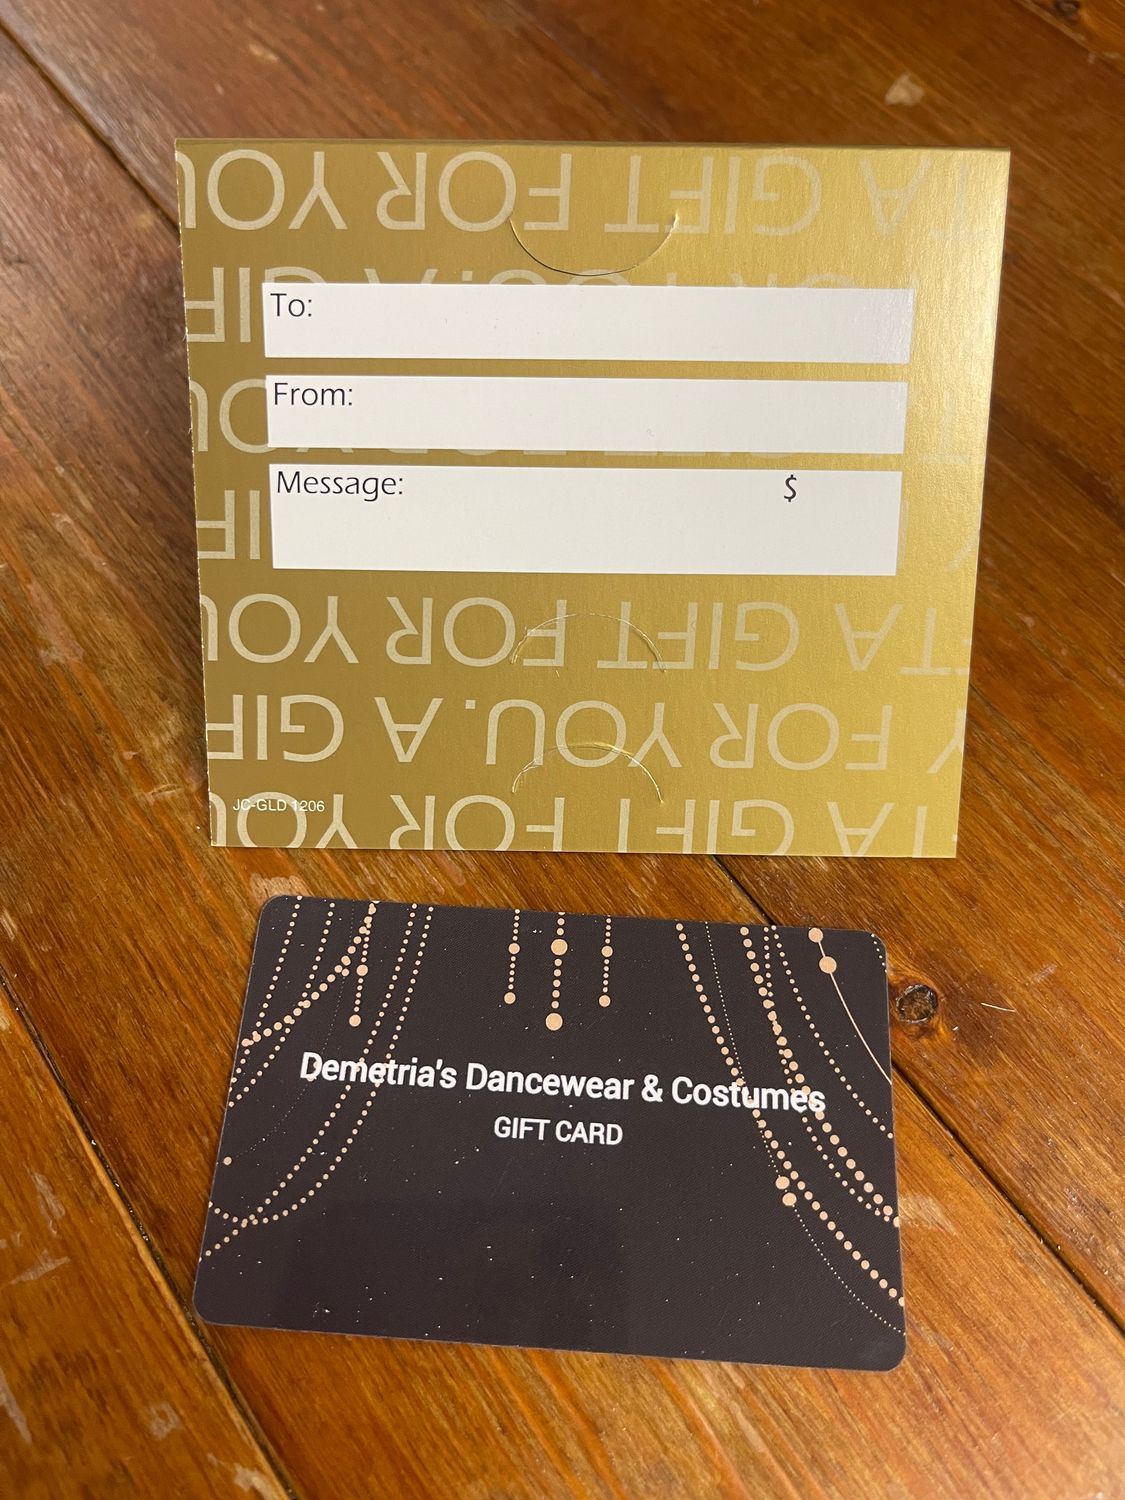 A GIFT FOR YOU
To:
From:
Message: $
A GIFT FOR YOU
FOR YOU. A GIF
JC-GLD 1206
A GIFT FOR YOU
Demetria's Dancewear & Costumes
GIFT CARD